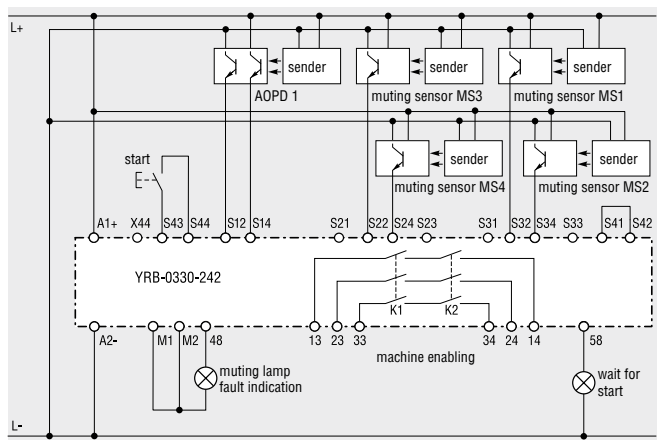 L+
sender
sender
sender
AOPD 1
muting sensor MS3
muting sensor MS1
start
sender
sender
muting sensor MS4
muting sensor MS2
A1+
X44
S43
S44
S12
S14
S21
S22
S24
S23
S31
S32
S34
S33
S41
S42
YRB-0330-242
K1
K2
A2-
M1
M2
48
13
23
33
34
24
14
58
machine enabling
muting lamp
fault indication
wait for
start
L-